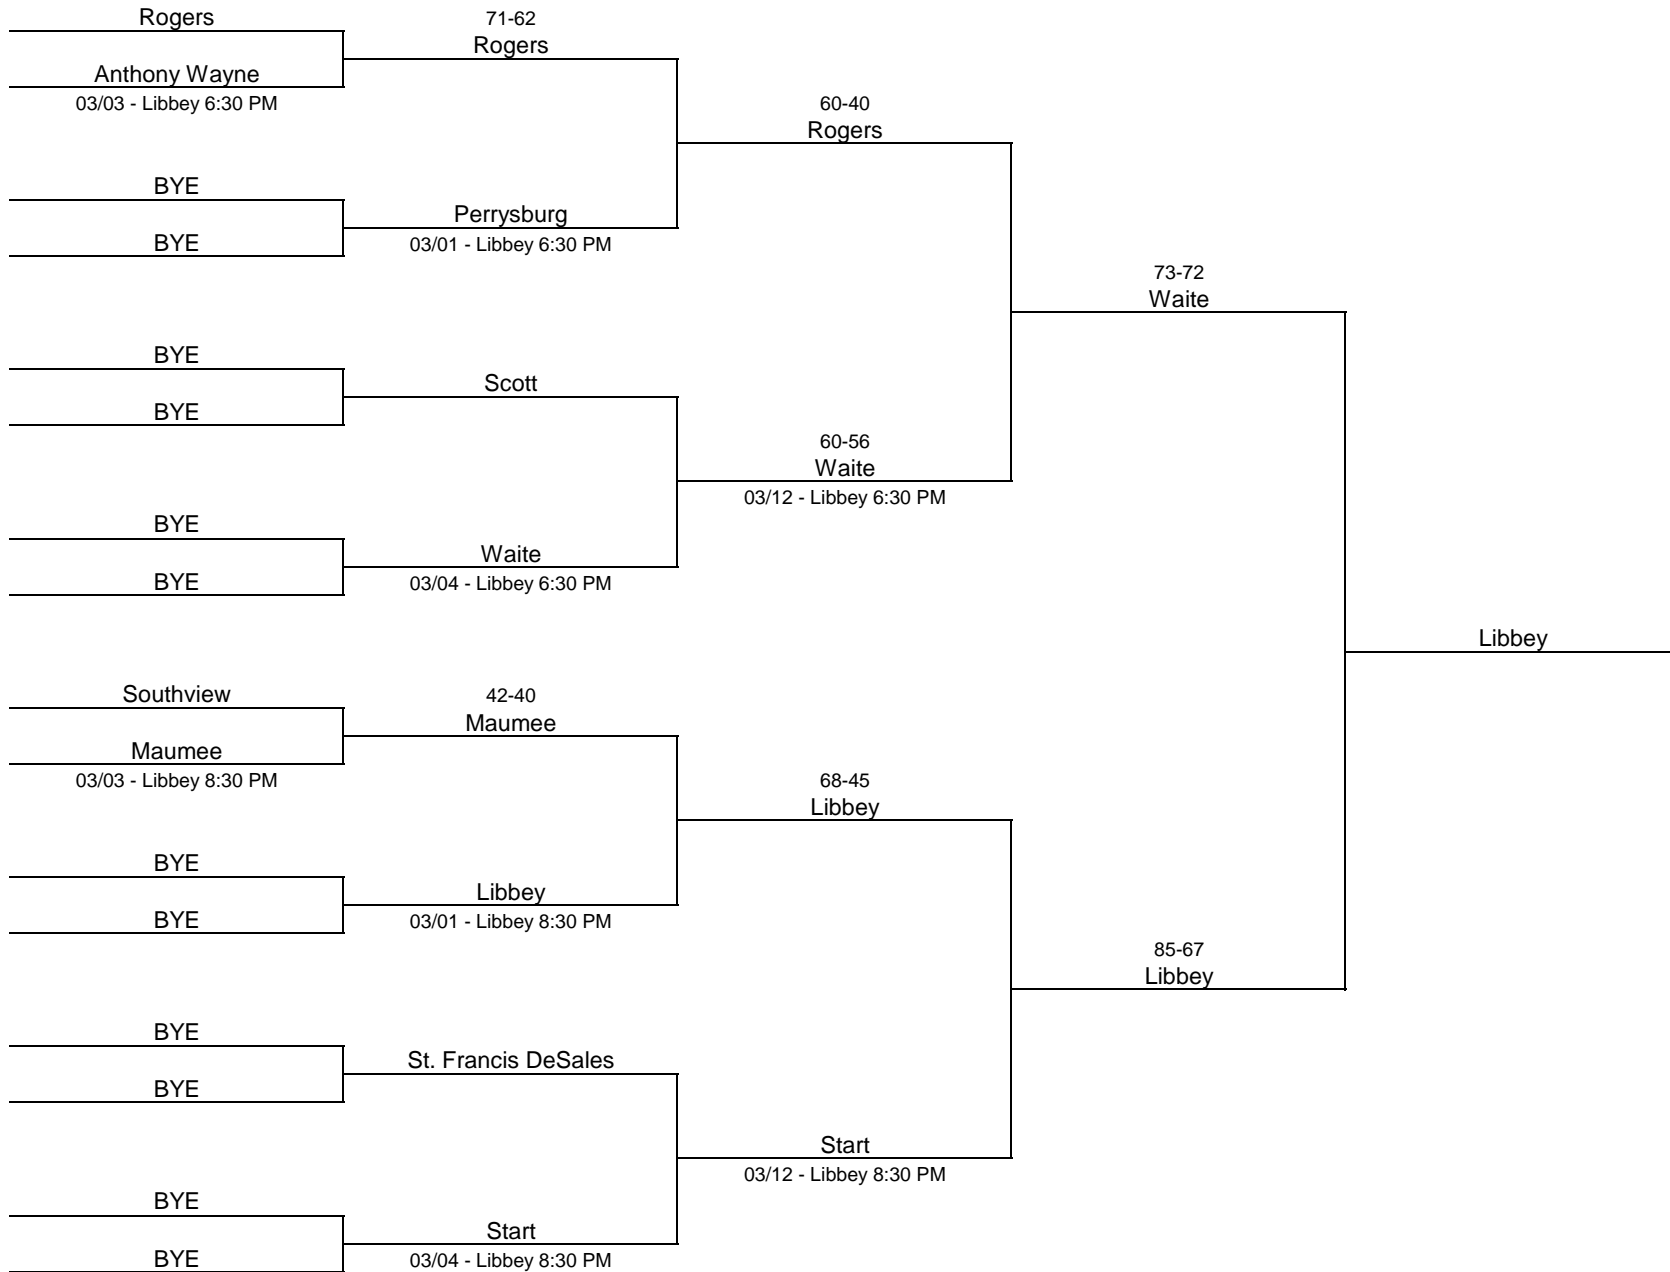 Rogers
71-62
Rogers
Anthony Wayne
03/03 - Libbey 6:30 PM
60-40
Rogers
BYE
Perrysburg
BYE
03/01 - Libbey 6:30 PM
73-72
Waite
BYE
Scott
BYE
60-56
Waite
03/12 - Libbey 6:30 PM
BYE
Waite
BYE
03/04 - Libbey 6:30 PM
Libbey
Southview
42-40
Maumee
Maumee
03/03 - Libbey 8:30 PM
68-45
Libbey
BYE
Libbey
BYE
03/01 - Libbey 8:30 PM
85-67
Libbey
BYE
St. Francis DeSales
BYE
Start
03/12 - Libbey 8:30 PM
BYE
Start
BYE
03/04 - Libbey 8:30 PM